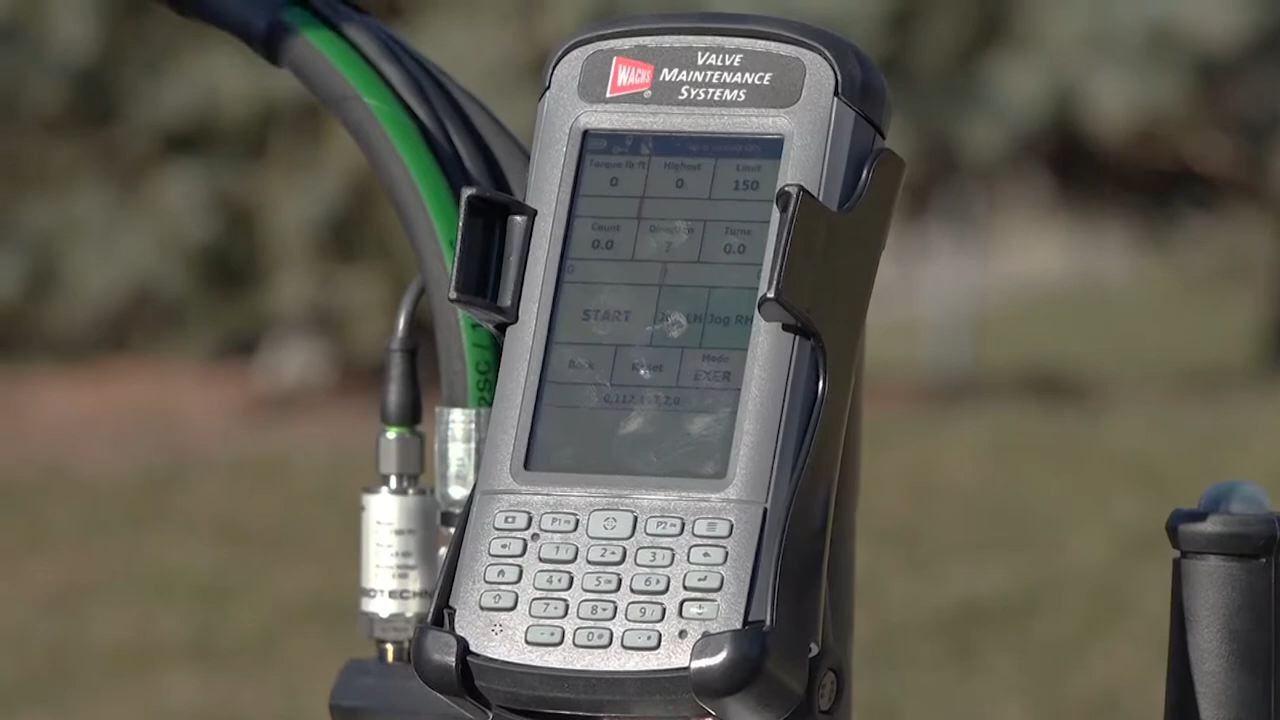 WACHS
VALVE
MAINTENANCE
SYSTEMS
Torque lb ft Highest Limit
0 0 150
Count Direction Turns
0.0 ? 0.0
0
START Jog LH Jog RH
Back Reset Mode
EXER
2SC /
P1 P2
1 2 3
4 5 6
7 8 9
0